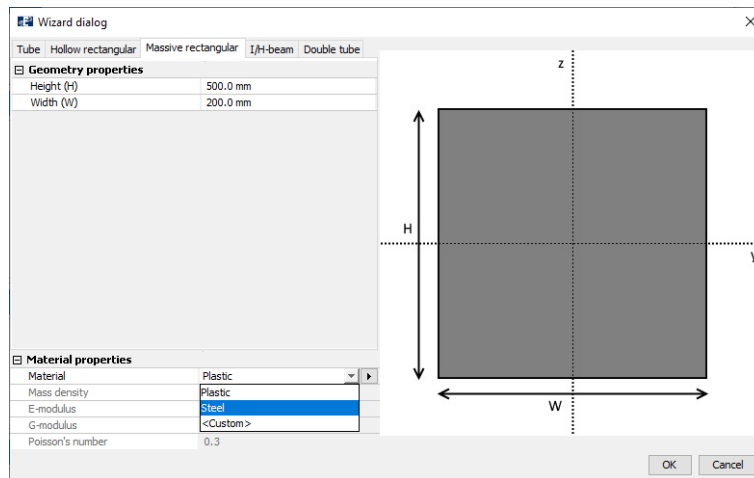 Wizard dialog
Tube Hollow rectangular Massive rectangular I/H-beam Double tube
Geometry properties
Height (H) 500.0 mm
Width (W) 200.0 mm
z
H
y
W
Material properties
Material Plastic
Mass density Plastic
E-modulus Steel
G-modulus <Custom>
Poisson's number 0.3
OK Cancel